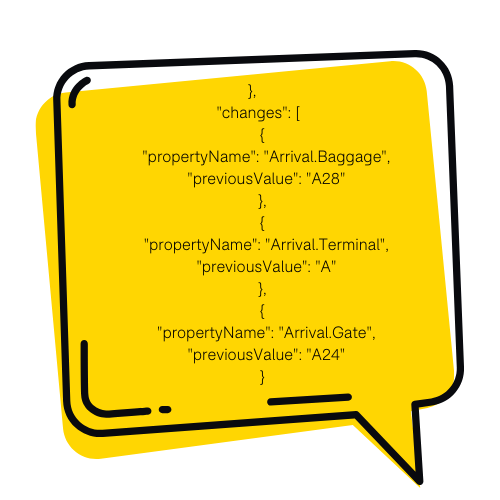 },
"changes": [
{
"propertyName": "Arrival.Baggage",
"previousValue": "A28"
},
{
"propertyName": "Arrival.Terminal",
"previousValue": "A"
},
{
"propertyName": "Arrival.Gate",
"previousValue": "A24"
}